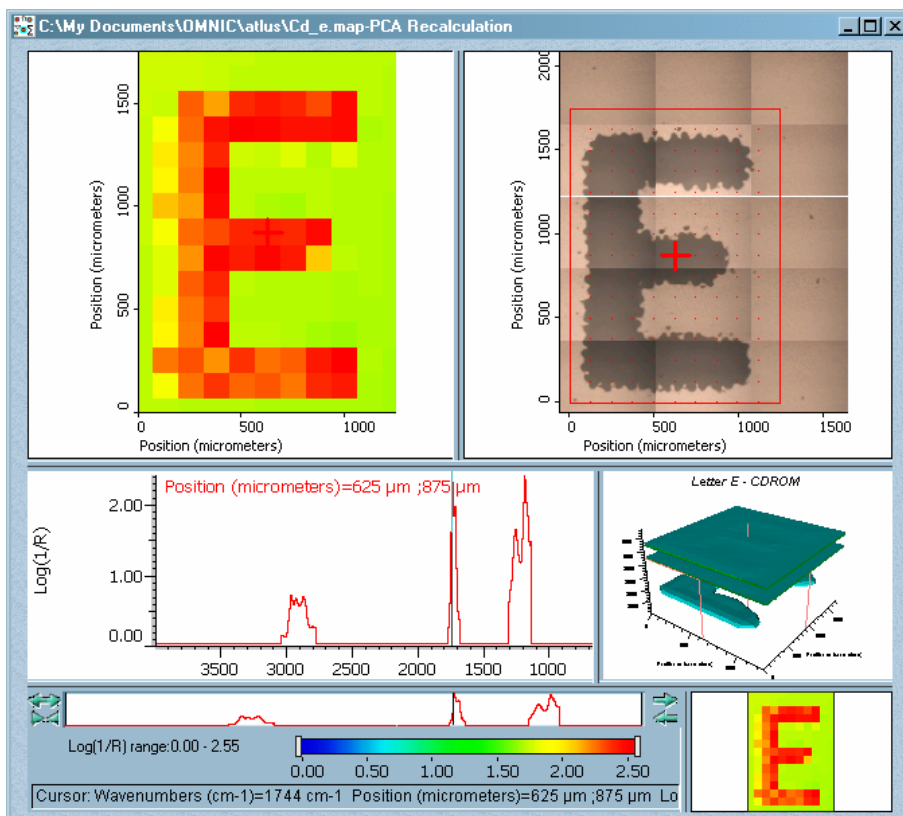 C:\My Documents\OMNIC\atlus\Cd_e.map-PCA Recalculation
1500
1000
500
0
Position (micrometers)
0 500 1000
Position (micrometers)
2000
1500
1000
500
0
Position (micrometers)
0 500 1000 1500
Position (micrometers)
Position (micrometers)=625 µm ;875 µm
2.00
1.00
0.00
Log(1/R)
3500 3000 2500 2000 1500 1000
Letter E - CDROM
Log(1/R) range:0.00 - 2.55
0.00 0.50 1.00 1.50 2.00 2.50
Cursor: Wavenumbers (cm-1)=1744 cm-1 Position (micrometers)=625 µm ;875 µm Lo